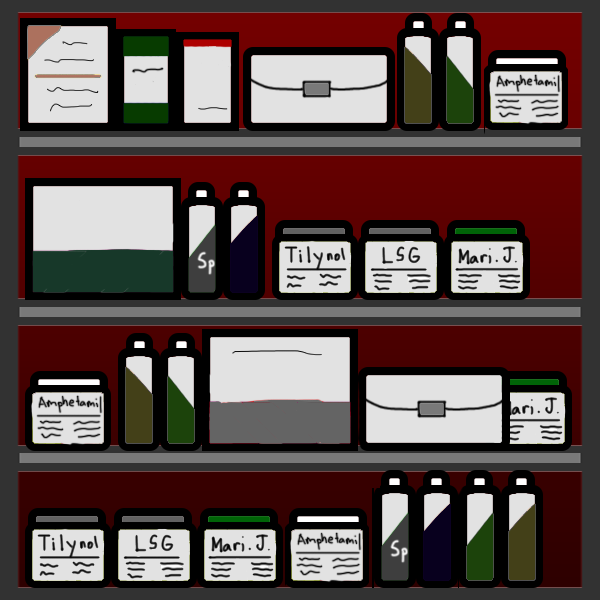 Amphetamil
Sp
Tilynol
LSG
Mari. J.
Amphetamil
ari. J.
Tilynol
LSG
Mari. J.
Amphetamil
Sp